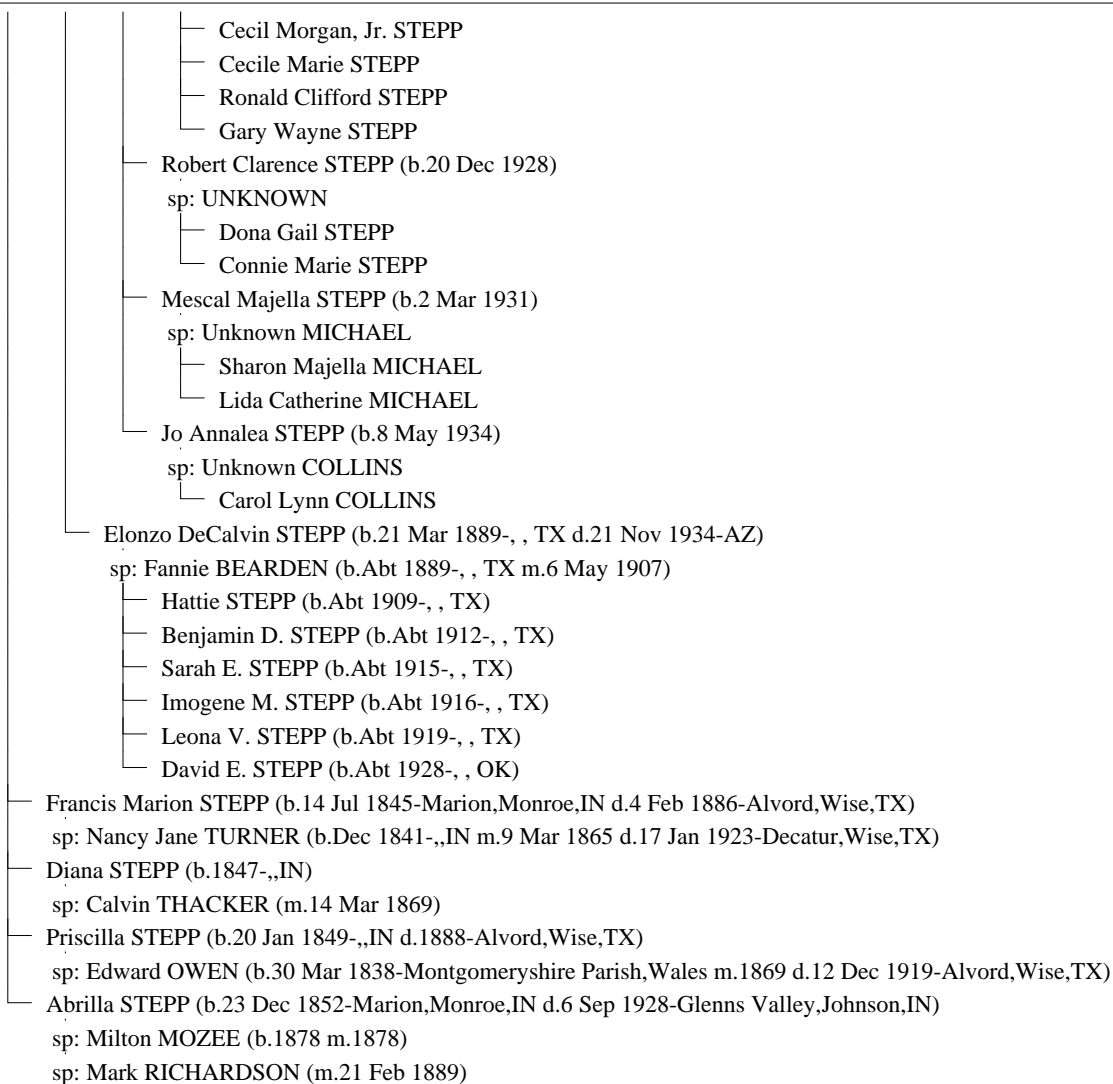 Cecil Morgan, Jr. STEPP
Cecile Marie STEPP
Ronald Clifford STEPP
Gary Wayne STEPP
Robert Clarence STEPP (b.20 Dec 1928)
sp: UNKNOWN
Dona Gail STEPP
Connie Marie STEPP
Mescal Majella STEPP (b.2 Mar 1931)
sp: Unknown MICHAEL
Sharon Majella MICHAEL
Lida Catherine MICHAEL
Jo Annalea STEPP (b.8 May 1934)
sp: Unknown COLLINS
Carol Lynn COLLINS
Elonzo DeCalvin STEPP (b.21 Mar 1889-, , TX d.21 Nov 1934-AZ)
sp: Fannie BEARDEN (b.Abt 1889-, , TX m.6 May 1907)
Hattie STEPP (b.Abt 1909-, , TX)
Benjamin D. STEPP (b.Abt 1912-, , TX)
Sarah E. STEPP (b.Abt 1915-, , TX)
Imogene M. STEPP (b.Abt 1916-, , TX)
Leona V. STEPP (b.Abt 1919-, , TX)
David E. STEPP (b.Abt 1928-, , OK)
Francis Marion STEPP (b.14 Jul 1845-Marion,Monroe,IN d.4 Feb 1886-Alvord,Wise,TX)
sp: Nancy Jane TURNER (b.Dec 1841-,,IN m.9 Mar 1865 d.17 Jan 1923-Decatur,Wise,TX)
Diana STEPP (b.1847-,,IN)
sp: Calvin THACKER (m.14 Mar 1869)
Priscilla STEPP (b.20 Jan 1849-,,IN d.1888-Alvord,Wise,TX)
sp: Edward OWEN (b.30 Mar 1838-Montgomeryshire Parish,Wales m.1869 d.12 Dec 1919-Alvord,Wise,TX)
Abrilla STEPP (b.23 Dec 1852-Marion,Monroe,IN d.6 Sep 1928-Glenns Valley,Johnson,IN)
sp: Milton MOZEE (b.1878 m.1878)
sp: Mark RICHARDSON (m.21 Feb 1889)